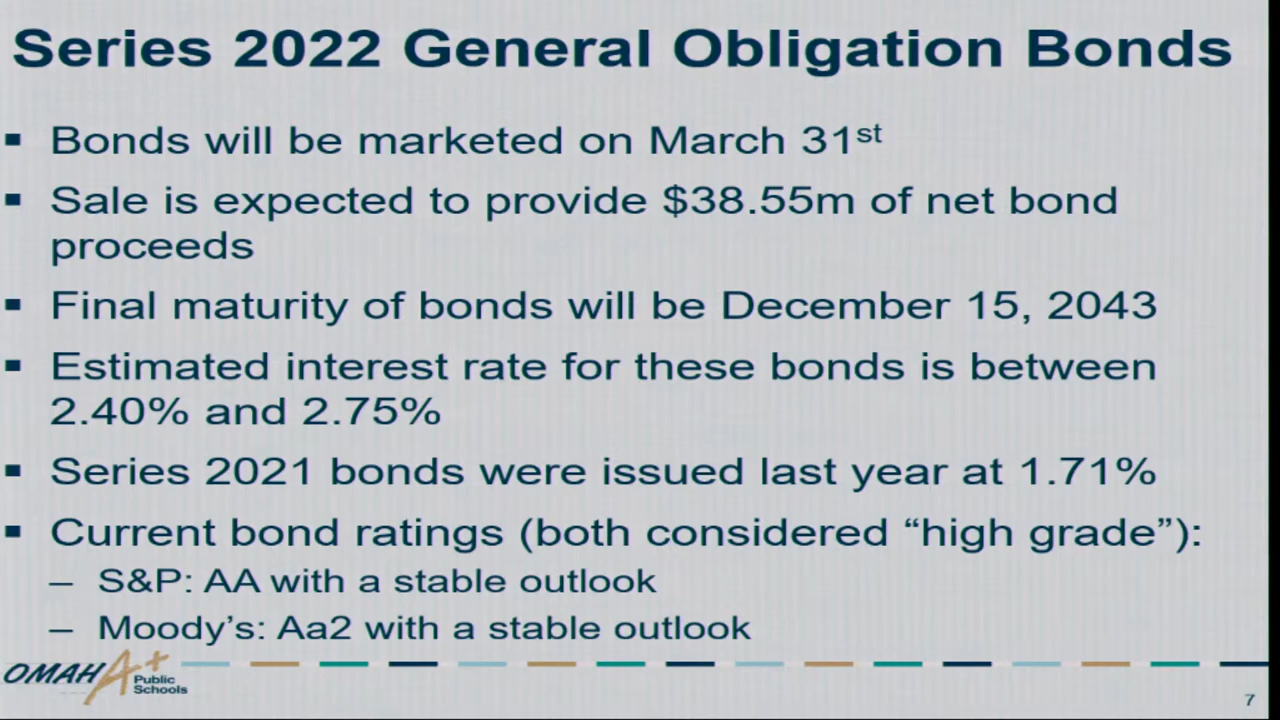 Series 2022 General Obligation Bonds
▪ Bonds will be marketed on March 31st
▪ Sale is expected to provide $38.55m of net bond
proceeds
▪ Final maturity of bonds will be December 15, 2043
▪ Estimated interest rate for these bonds is between
2.40% and 2.75%
▪ Series 2021 bonds were issued last year at 1.71%
▪ Current bond ratings (both considered “high grade”):
– S&P: AA with a stable outlook
– Moody’s: Aa2 with a stable outlook
OMAHA+
Public
Schools
7